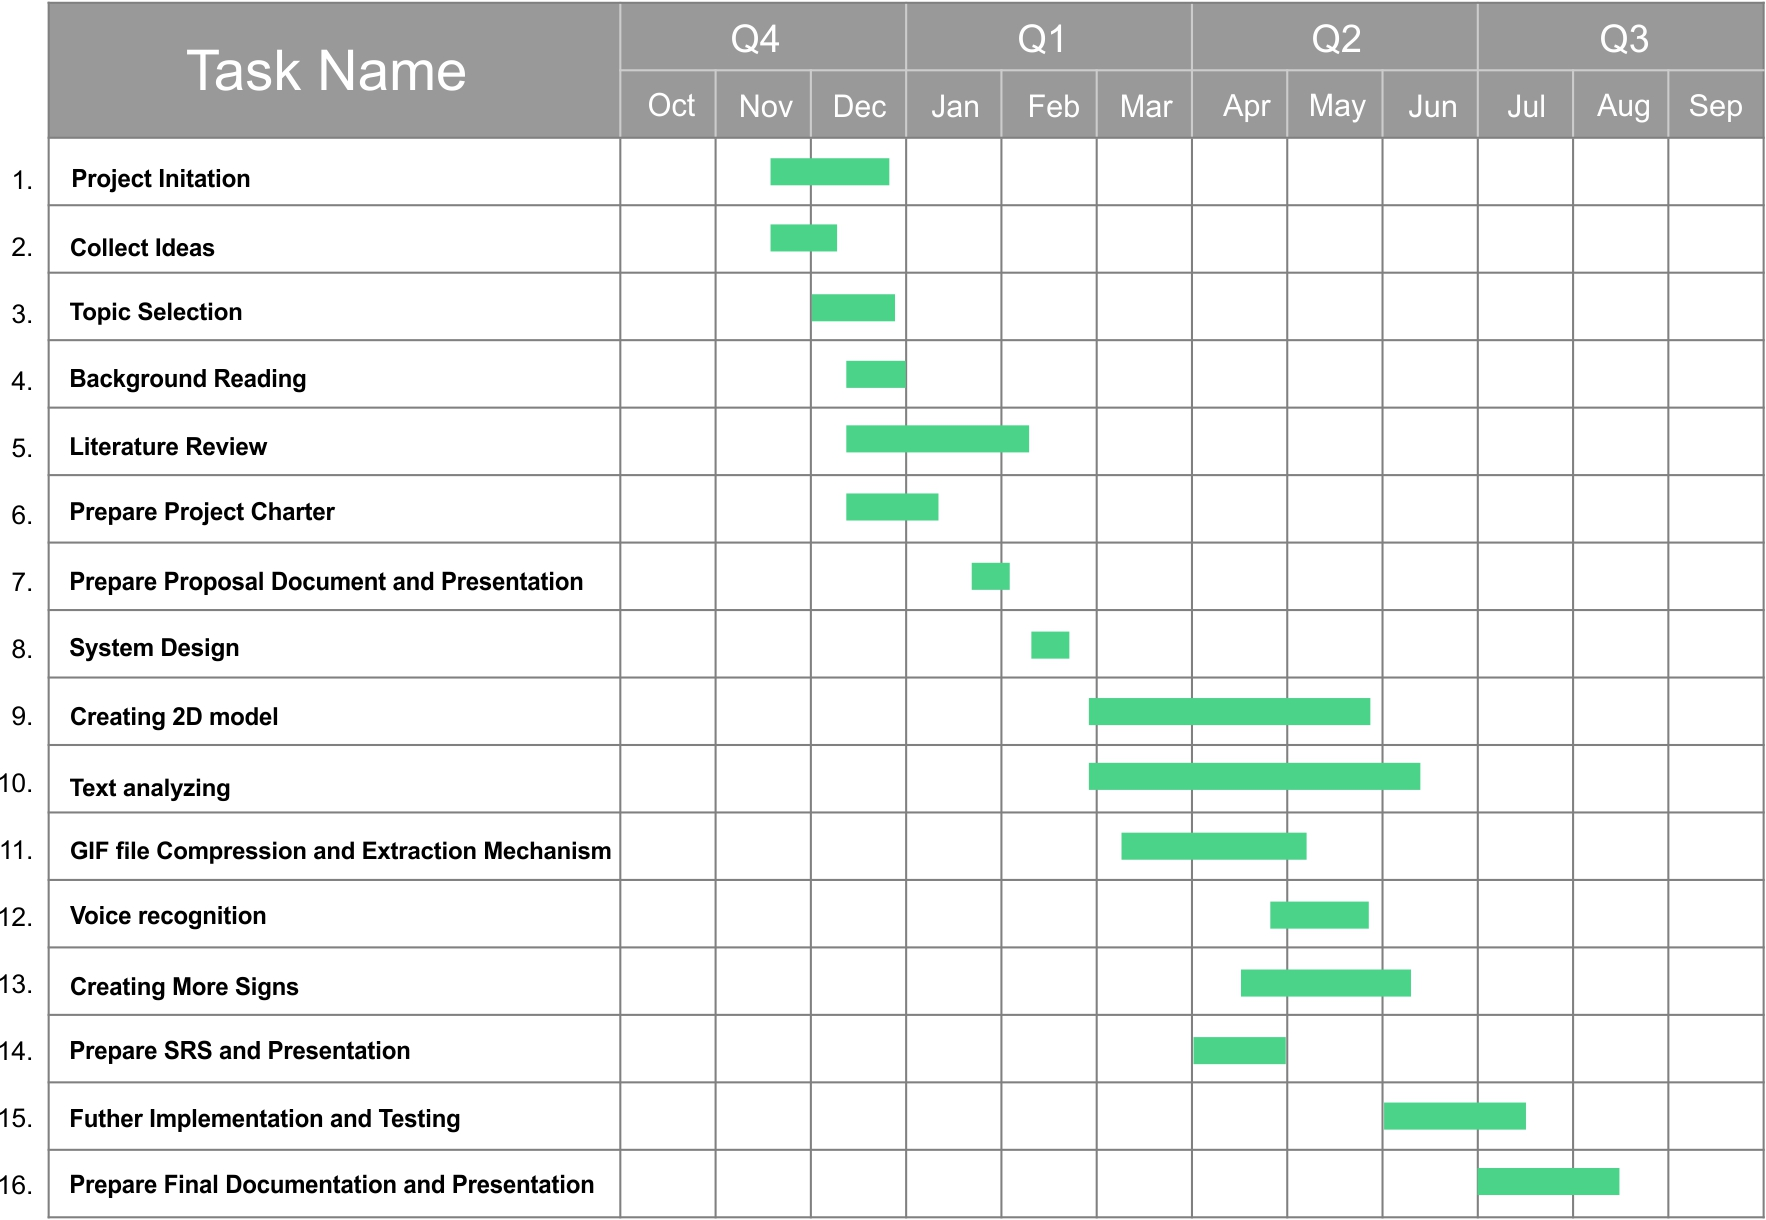 Task Name
Q4 Q1 Q2 Q3
Oct Nov Dec Jan Feb Mar Apr May Jun Jul Aug Sep
1. Project Initation
2. Collect Ideas
3. Topic Selection
4. Background Reading
5. Literature Review
6. Prepare Project Charter
7. Prepare Proposal Document and Presentation
8. System Design
9. Creating 2D model
10. Text analyzing
11. GIF file Compression and Extraction Mechanism
12. Voice recognition
13. Creating More Signs
14. Prepare SRS and Presentation
15. Futher Implementation and Testing
16. Prepare Final Documentation and Presentation